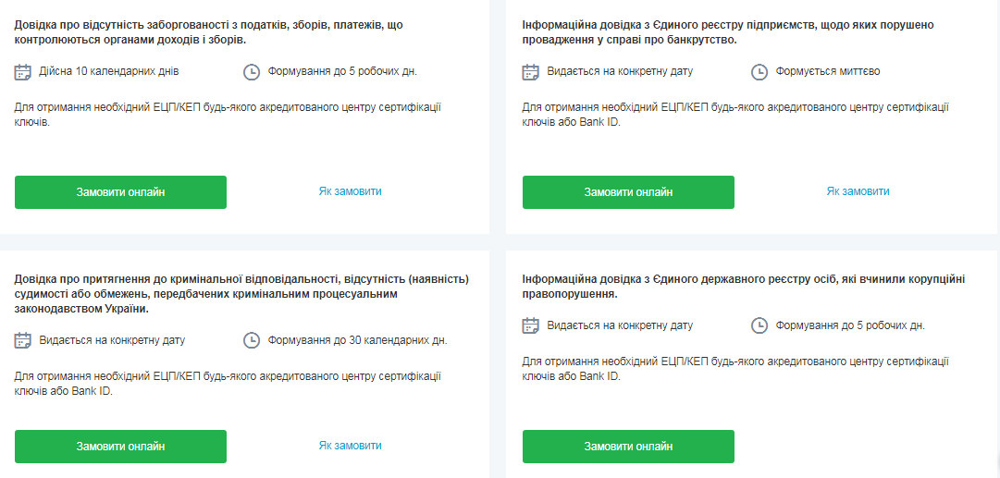 Довідка про відсутність заборгованості з податків, зборів, платежів, що
контролюються органами доходів і зборів.
Дійсна 10 календарних днів
Формування до 5 робочих дн.
Для отримання необхідний ЕЦП/КЕП будь-якого акредитованого центру сертифікації
ключів.
Замовити онлайн
Як замовити
Інформаційна довідка з Єдиного реєстру підприємств, щодо яких порушено
провадження у справі про банкрутство.
Видається на конкретну дату
Формується миттєво
Для отримання необхідний ЕЦП/КЕП будь-якого акредитованого центру сертифікації
ключів або Bank ID.
Замовити онлайн
Як замовити
Довідка про притягнення до кримінальної відповідальності, відсутність (наявність)
судимості або обмежень, передбачених кримінальним процесуальним
законодавством України.
Видається на конкретну дату
Формування до 30 календарних дн.
Для отримання необхідний ЕЦП/КЕП будь-якого акредитованого центру сертифікації
ключів або Bank ID.
Замовити онлайн
Як замовити
Інформаційна довідка з Єдиного державного реєстру осіб, які вчинили корупційні
правопорушення.
Видається на конкретну дату
Формування до 5 робочих дн.
Для отримання необхідний ЕЦП/КЕП будь-якого акредитованого центру сертифікації
ключів або Bank ID.
Замовити онлайн